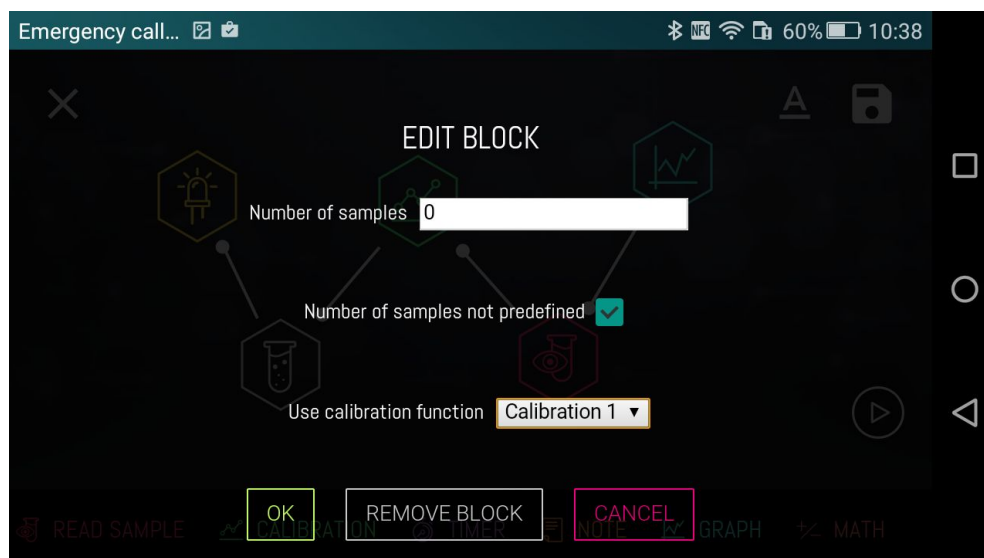 Emergency call... NFC 60% 10:38
A
EDIT BLOCK
Number of samples 0
Number of samples not predefined
Use calibration function Calibration 1
OK REMOVE BLOCK CANCEL
READ SAMPLE CALIBRATION TIMER NOTE GRAPH MATH